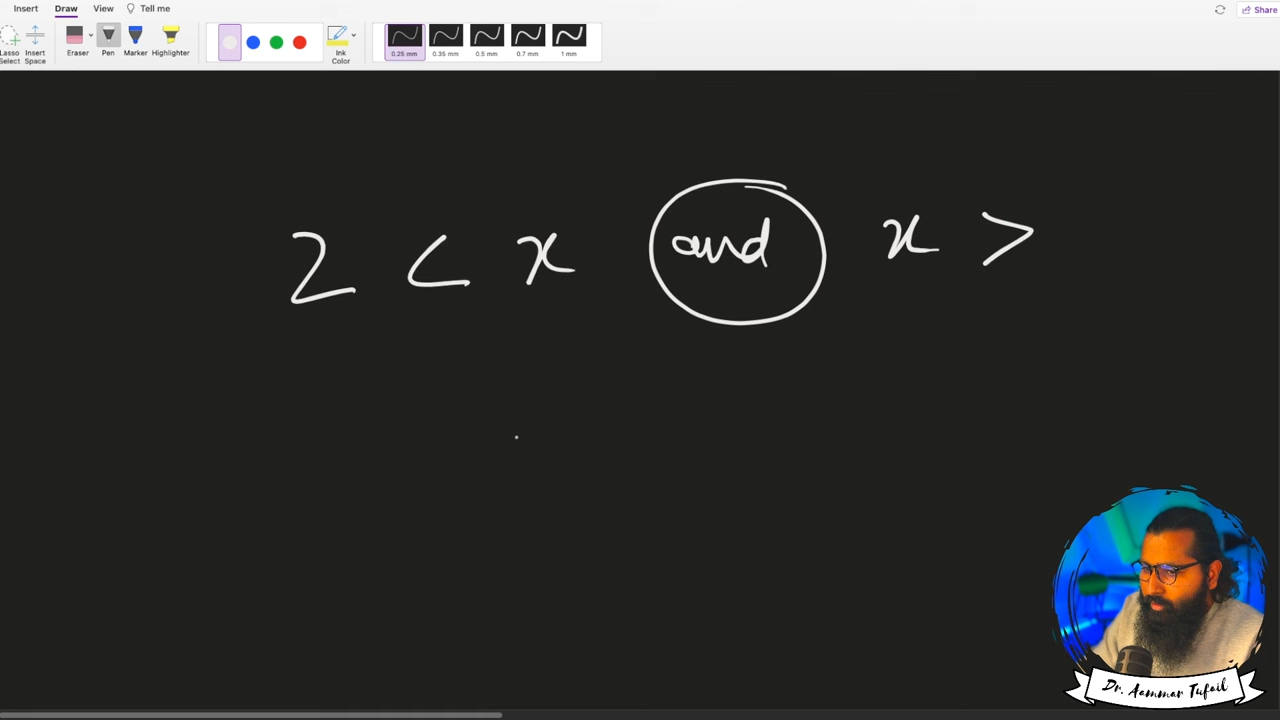 Insert Draw View Tell me Share
Lasso Select Insert Space Eraser Pen Marker Highlighter Ink Color 0.25 mm 0.35 mm 0.5 mm 0.7 mm 1 mm
2 < x and x >
Dr. Aammar Tufail